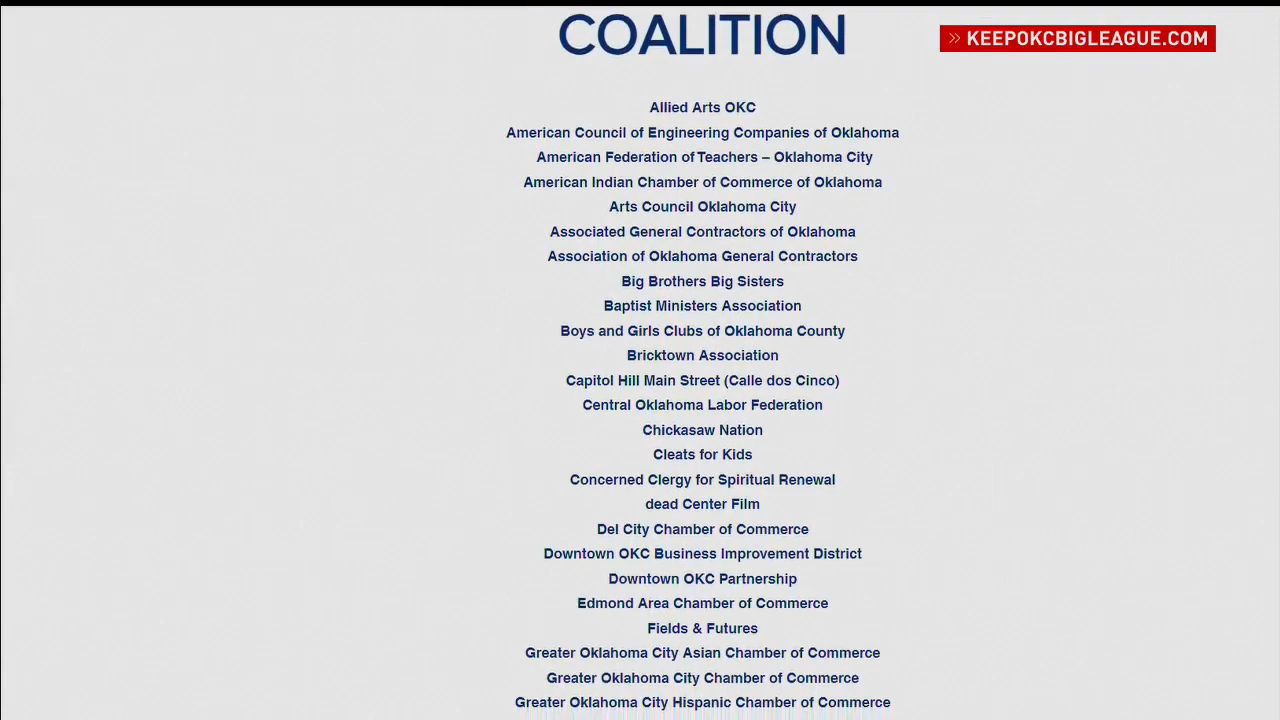 COALITION
» KEEPOKCBIGLEAGUE.COM
Allied Arts OKC
American Council of Engineering Companies of Oklahoma
American Federation of Teachers – Oklahoma City
American Indian Chamber of Commerce of Oklahoma
Arts Council Oklahoma City
Associated General Contractors of Oklahoma
Association of Oklahoma General Contractors
Big Brothers Big Sisters
Baptist Ministers Association
Boys and Girls Clubs of Oklahoma County
Bricktown Association
Capitol Hill Main Street (Calle dos Cinco)
Central Oklahoma Labor Federation
Chickasaw Nation
Cleats for Kids
Concerned Clergy for Spiritual Renewal
dead Center Film
Del City Chamber of Commerce
Downtown OKC Business Improvement District
Downtown OKC Partnership
Edmond Area Chamber of Commerce
Fields & Futures
Greater Oklahoma City Asian Chamber of Commerce
Greater Oklahoma City Chamber of Commerce
Greater Oklahoma City Hispanic Chamber of Commerce